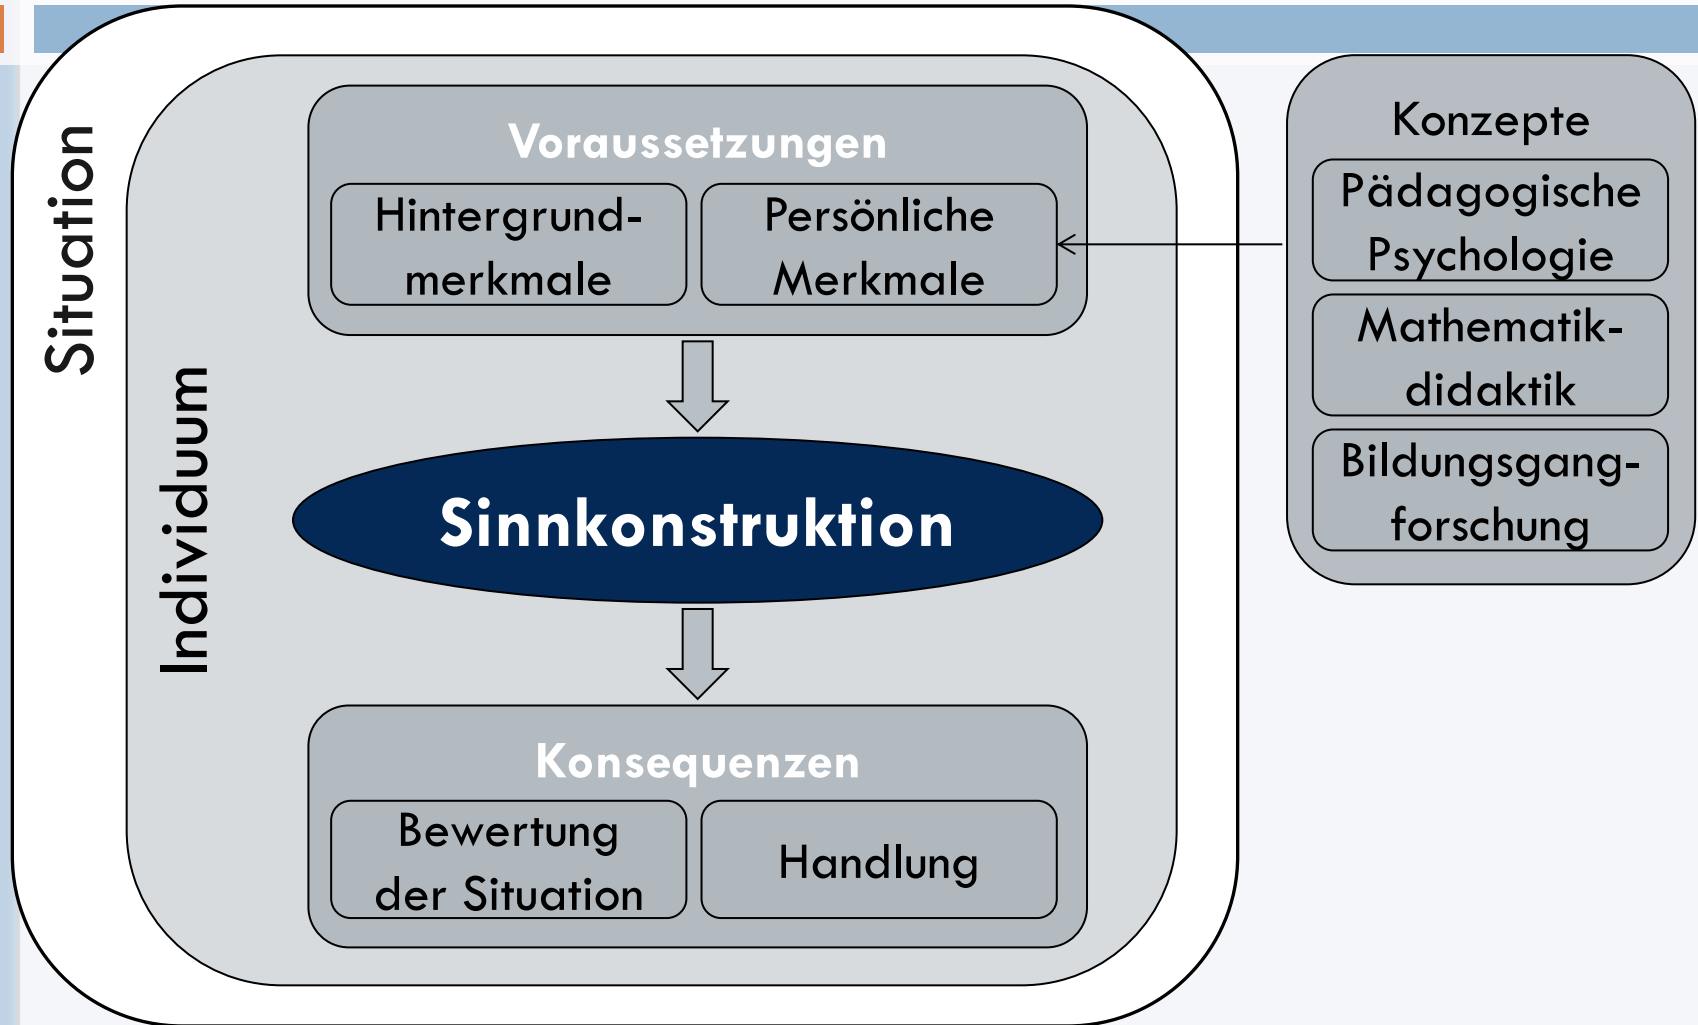 Situation
Individuum
Voraussetzungen
Hintergrund-
merkmale
Persönliche
Merkmale
Sinnkonstruktion
Konsequenzen
Bewertung
der Situation
Handlung
Konzepte
Pädagogische
Psychologie
Mathematik-
didaktik
Bildungsgang-
forschung